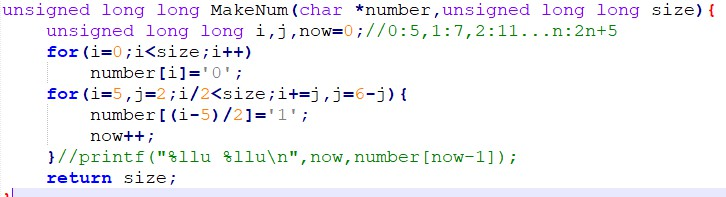 unsigned long long MakeNum(char *number,unsigned long long size){
    unsigned long long i,j,now=0;//0:5,1:7,2:11...n:2n+5
    for(i=0;i<size;i++)
        number[i]='0';
    for(i=5,j=2;i/2<size;i+=j,j=6-j){
        number[(i-5)/2]='1';
        now++;
    }//printf("%llu %llu\n",now,number[now-1]);
    return size;
}